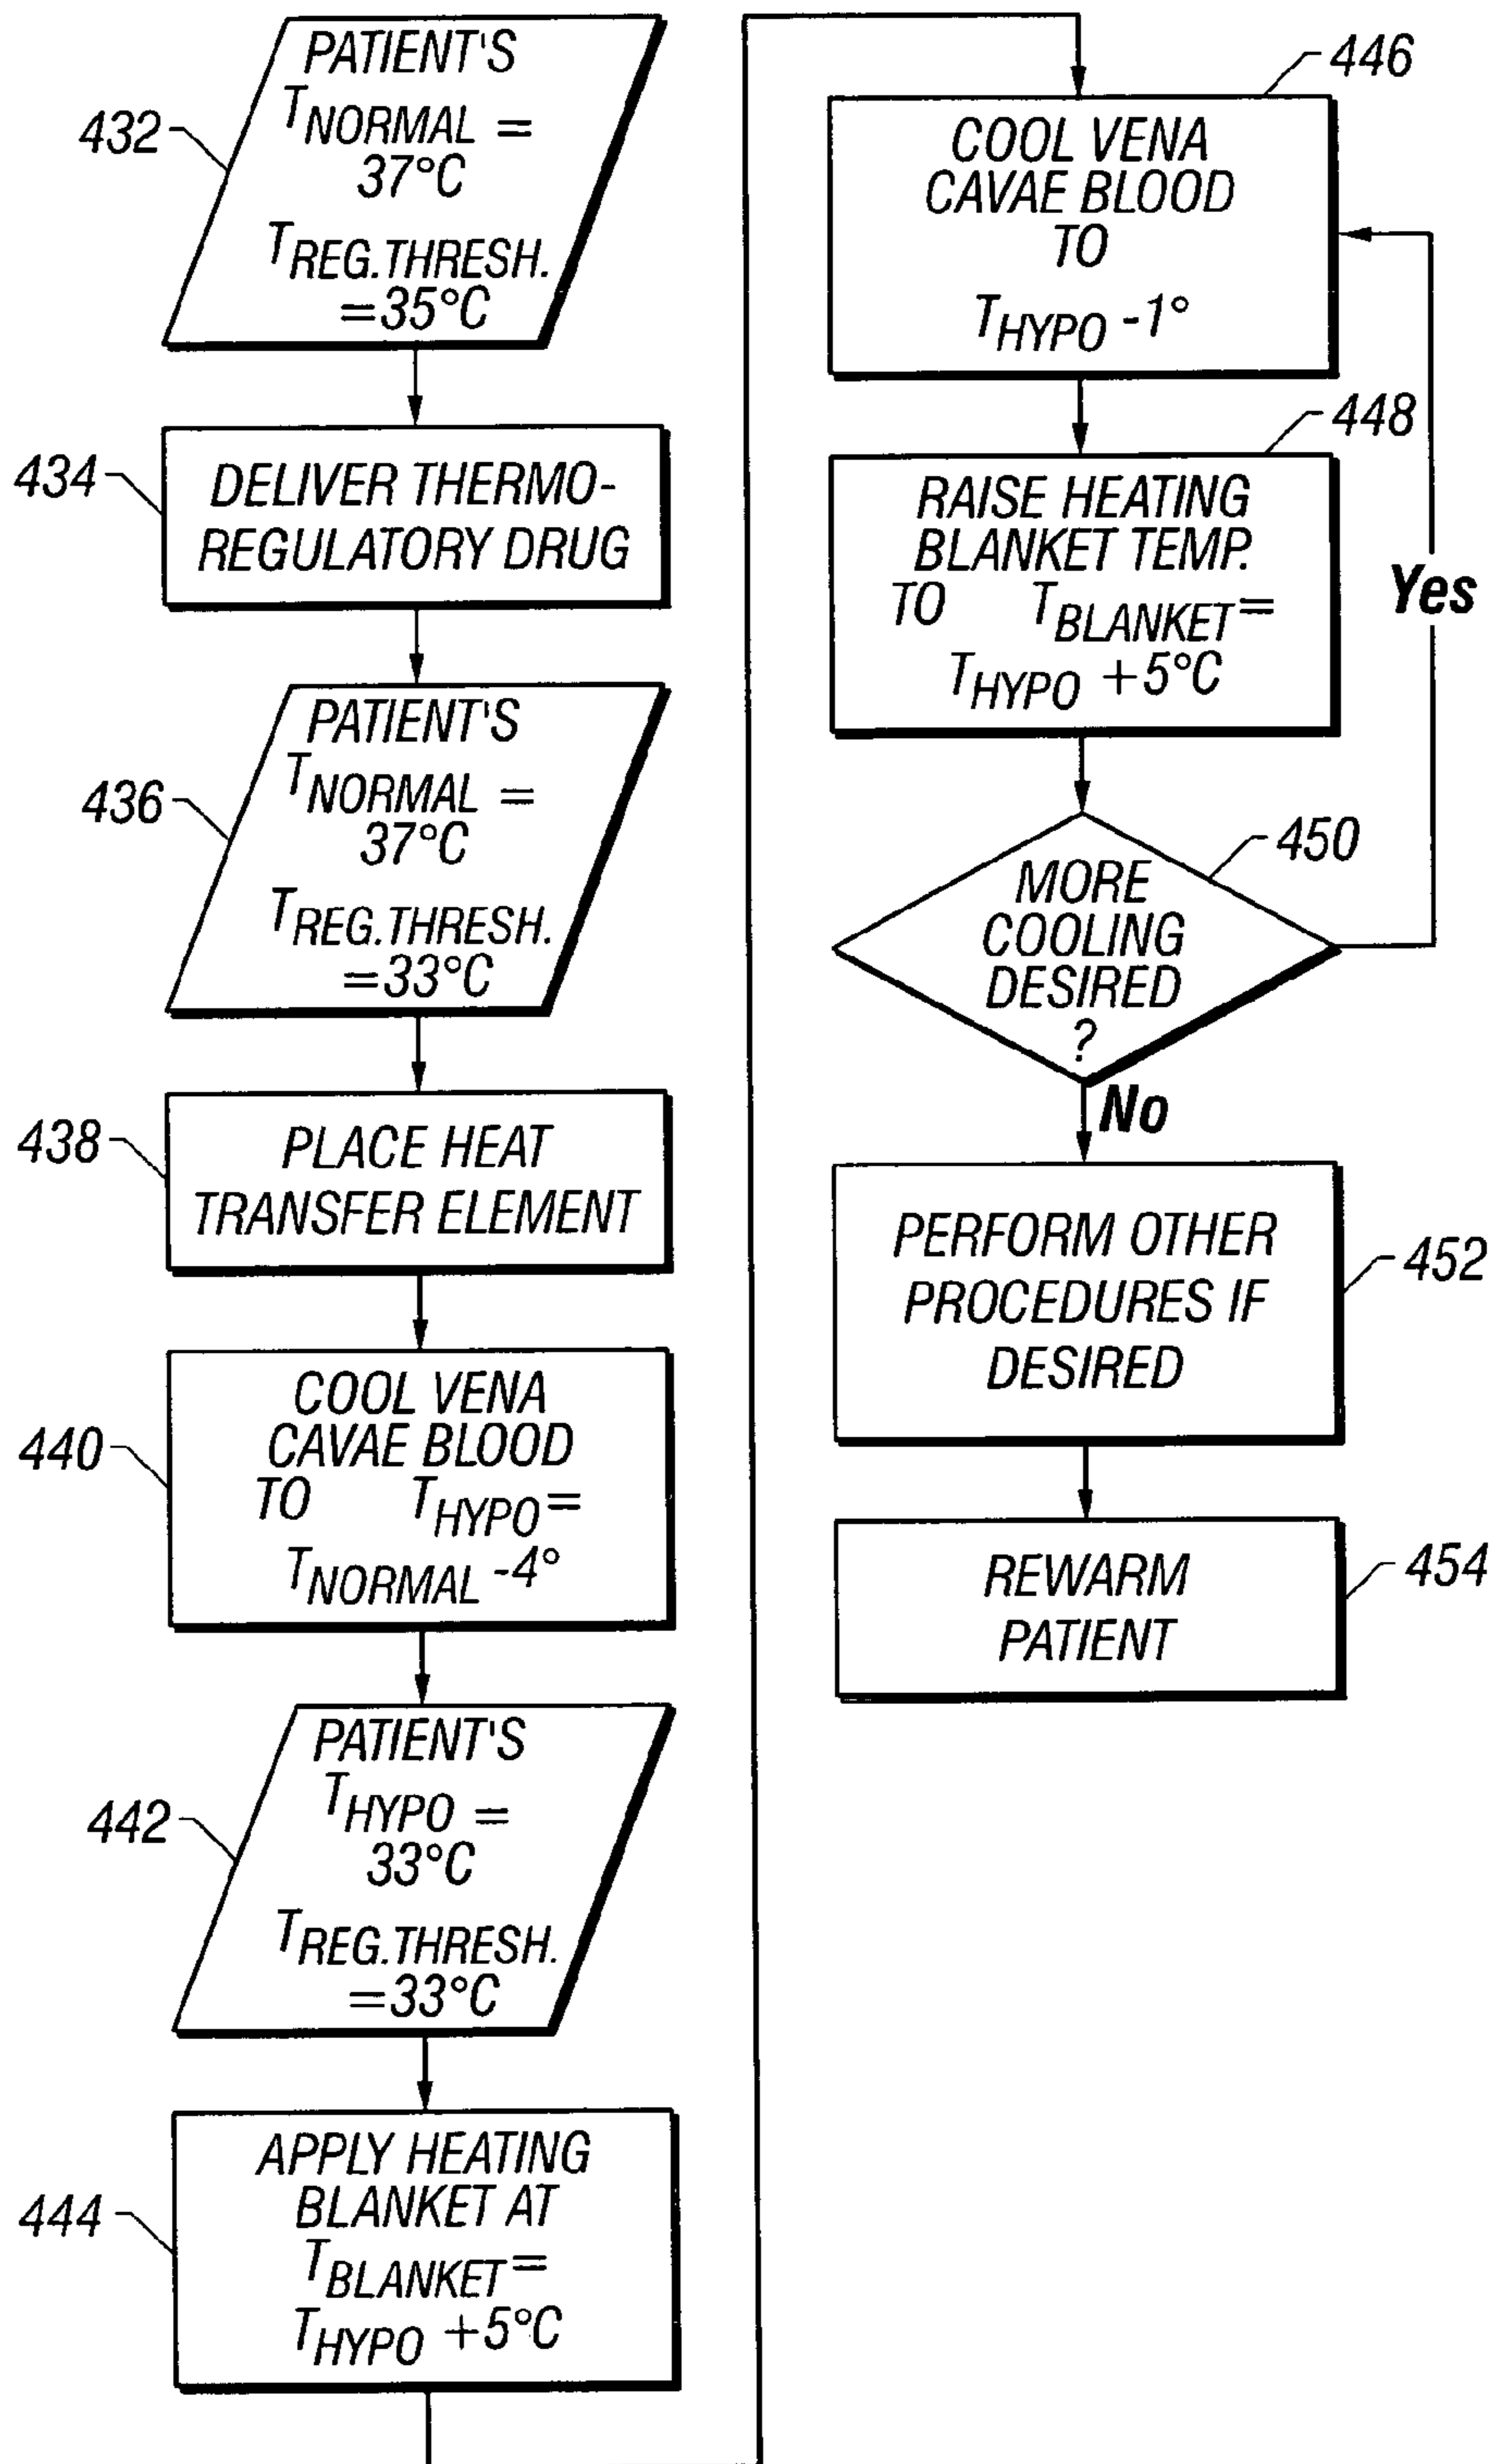 PATIENT'S
TNORMAL =
37°C
TREG.THRESH.
=35°C
432
DELIVER THERMO-
REGULATORY DRUG
434
PATIENT'S
TNORMAL =
37°C
TREG.THRESH.
=33°C
436
PLACE HEAT
TRANSFER ELEMENT
438
COOL VENA
CAVAE BLOOD
TO THYPO=
TNORMAL -4°
440
PATIENT'S
THYPO =
33°C
TREG.THRESH.
=33°C
442
APPLY HEATING
BLANKET AT
TBLANKET=
THYPO +5°C
444
446
COOL VENA
CAVAE BLOOD
TO
THYPO -1°
448
RAISE HEATING
BLANKET TEMP.
TO TBLANKET=
THYPO +5°C
Yes
450
MORE
COOLING
DESIRED
?
No
PERFORM OTHER
PROCEDURES IF
DESIRED
452
REWARM
PATIENT
454